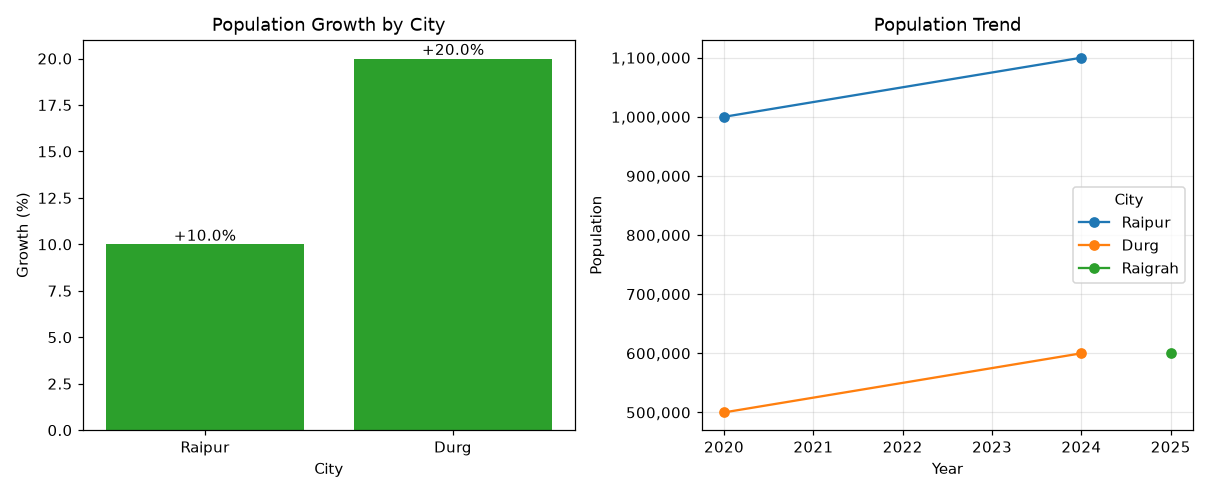 Population Growth by City
Growth (%)
20.0
17.5
15.0
12.5
10.0
7.5
5.0
2.5
0.0
+10.0%
+20.0%
Raipur
Durg
City
Population Trend
Population
1,100,000
1,000,000
900,000
800,000
700,000
600,000
500,000
City
Raipur
Durg
Raigrah
2020
2021
2022
2023
2024
2025
Year